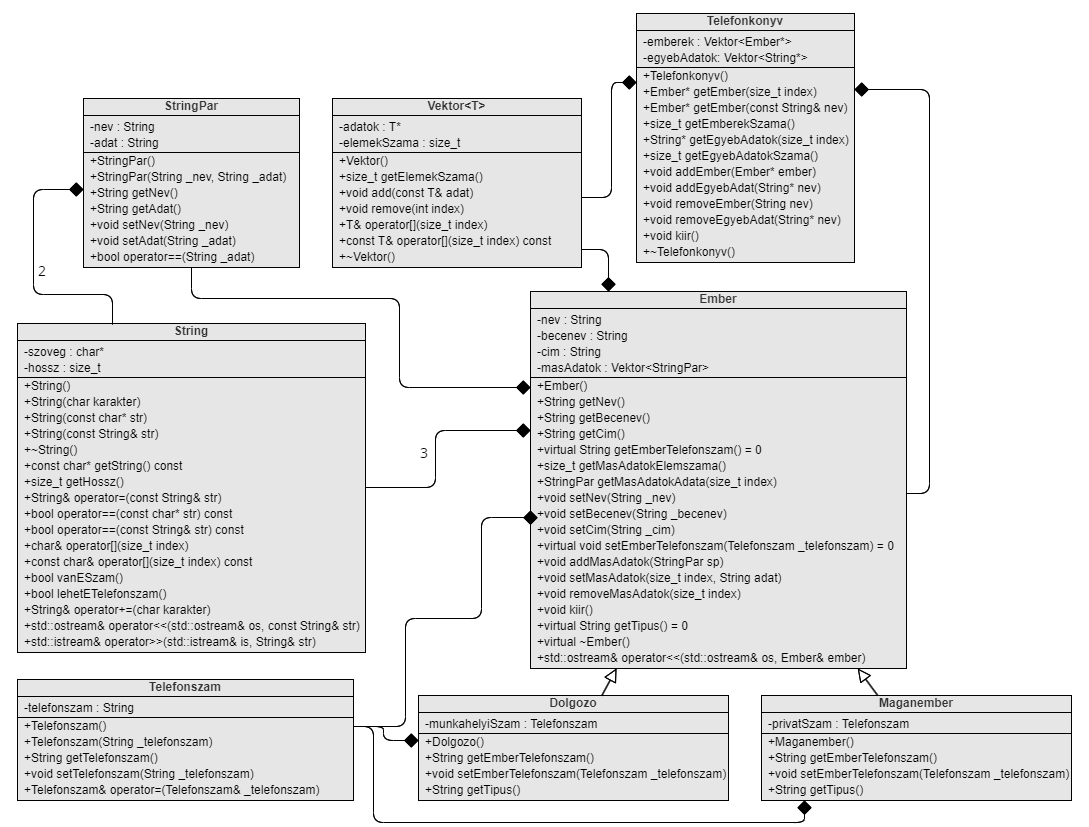 Telefonkonyv
-emberek : Vektor<Ember*>
-egyebAdatok: Vektor<String*>
+Telefonkonyv()
+Ember* getEmber(size_t index)
+Ember* getEmber(const String& nev)
+size_t getEmberekSzama()
+String* getEgyebAdatok(size_t index)
+size_t getEgyebAdatokSzama()
+void addEmber(Ember* ember)
+void addEgyebAdat(String* nev)
+void removeEmber(String nev)
+void removeEgyebAdat(String* nev)
+void kiir()
+~Telefonkonyv()
StringPar
-nev : String
-adat : String
+StringPar()
+StringPar(String _nev, String _adat)
+String getNev()
+String getAdat()
+void setNev(String _nev)
+void setAdat(String _adat)
+bool operator==(String _adat)
Vektor<T>
-adatok : T*
-elemekSzama : size_t
+Vektor()
+size_t getElemekSzama()
+void add(const T& adat)
+void remove(int index)
+T& operator[](size_t index)
+const T& operator[](size_t index) const
+~Vektor()
2
String
-szoveg : char*
-hossz : size_t
+String()
+String(char karakter)
+String(const char* str)
+String(const String& str)
+~String()
+const char* getString() const
+size_t getHossz()
+String& operator=(const String& str)
+bool operator==(const char* str) const
+bool operator==(const String& str) const
+char& operator[](size_t index)
+const char& operator[](size_t index) const
+bool vanESzam()
+bool lehetETelefonszam()
+String& operator+=(char karakter)
+std::ostream& operator<<(std::ostream& os, const String& str)
+std::istream& operator>>(std::istream& is, String& str)
3
Ember
-nev : String
-becenev : String
-cim : String
-masAdatok : Vektor<StringPar>
+Ember()
+String getNev()
+String getBecenev()
+String getCim()
+virtual String getEmberTelefonszam() = 0
+size_t getMasAdatokElemszama()
+StringPar getMasAdatokAdata(size_t index)
+void setNev(String _nev)
+void setBecenev(String _becenev)
+void setCim(String _cim)
+virtual void setEmberTelefonszam(Telefonszam _telefonszam) = 0
+void addMasAdatok(StringPar sp)
+void setMasAdatok(size_t index, String adat)
+void removeMasAdatok(size_t index)
+void kiir()
+virtual String getTipus() = 0
+virtual ~Ember()
+std::ostream& operator<<(std::ostream& os, Ember& ember)
Telefonszam
-telefonszam : String
+Telefonszam()
+Telefonszam(String _telefonszam)
+String getTelefonszam()
+void setTelefonszam(String _telefonszam)
+Telefonszam& operator=(Telefonszam& _telefonszam)
Dolgozo
-munkahelyiSzam : Telefonszam
+Dolgozo()
+String getEmberTelefonszam()
+void setEmberTelefonszam(Telefonszam _telefonszam)
+String getTipus()
Maganember
-privatSzam : Telefonszam
+Maganember()
+String getEmberTelefonszam()
+void setEmberTelefonszam(Telefonszam _telefonszam)
+String getTipus()